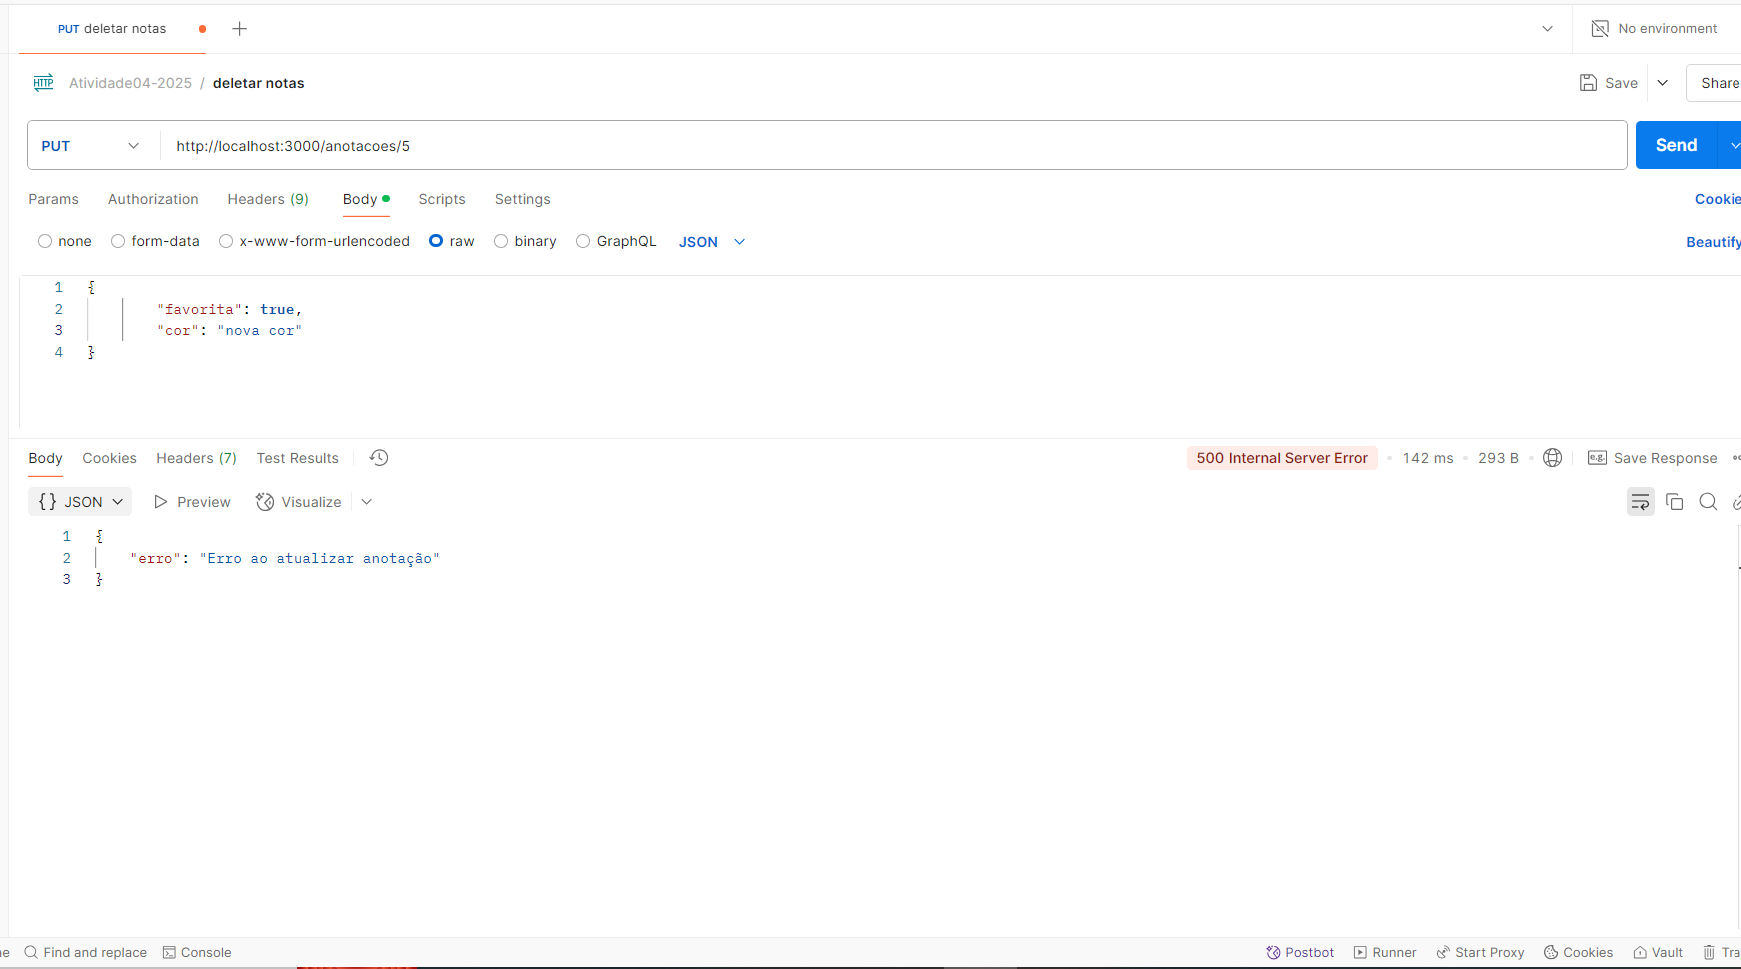 PUT deletar notas
No environment
HTTP Atividade04-2025 / deletar notas
Save
Share
PUT
http://localhost:3000/anotacoes/5
Send
Params Authorization Headers (9) Body Scripts Settings
Cookie
none form-data x-www-form-urlencoded raw binary GraphQL JSON
Beautify
1 {
2 "favorita": true,
3 "cor": "nova cor"
4 }
Body Cookies Headers (7) Test Results
500 Internal Server Error 142 ms 293 B e.g. Save Response
{} JSON Preview Visualize
1 {
2 "erro": "Erro ao atualizar anotação"
3 }
ne Find and replace Console
Postbot Runner Start Proxy Cookies Vault Tra